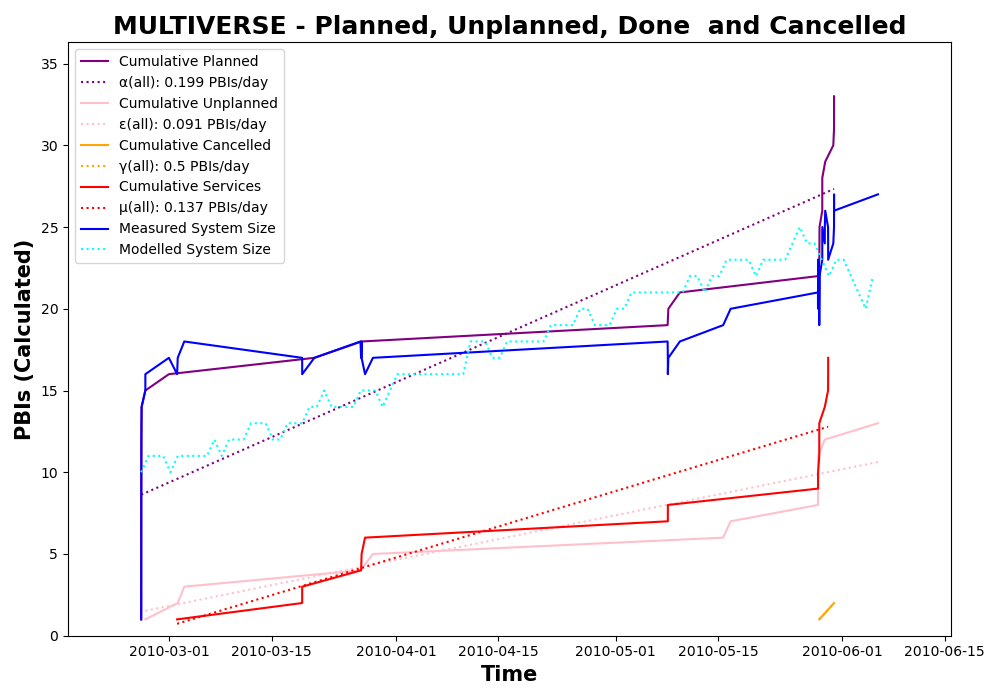 MULTIVERSE - Planned, Unplanned, Done  and Cancelled
Cumulative Planned
α(all): 0.199 PBIs/day
Cumulative Unplanned
ε(all): 0.091 PBIs/day
Cumulative Cancelled
γ(all): 0.5 PBIs/day
Cumulative Services
μ(all): 0.137 PBIs/day
Measured System Size
Modelled System Size
PBIs (Calculated)
35
30
25
20
15
10
5
0
2010-03-01 2010-03-15 2010-04-01 2010-04-15 2010-05-01 2010-05-15 2010-06-01 2010-06-15
Time